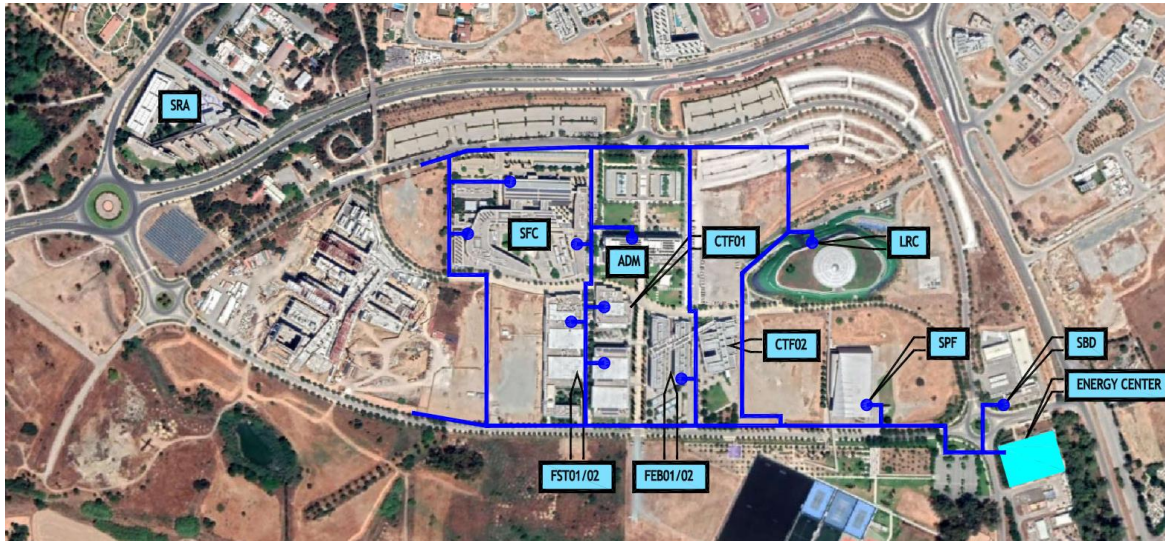 SRA
SFC
ADM
CTF01
LRC
CTF02
SPF
SBD
ENERGY CENTER
FST01/02
FEB01/02